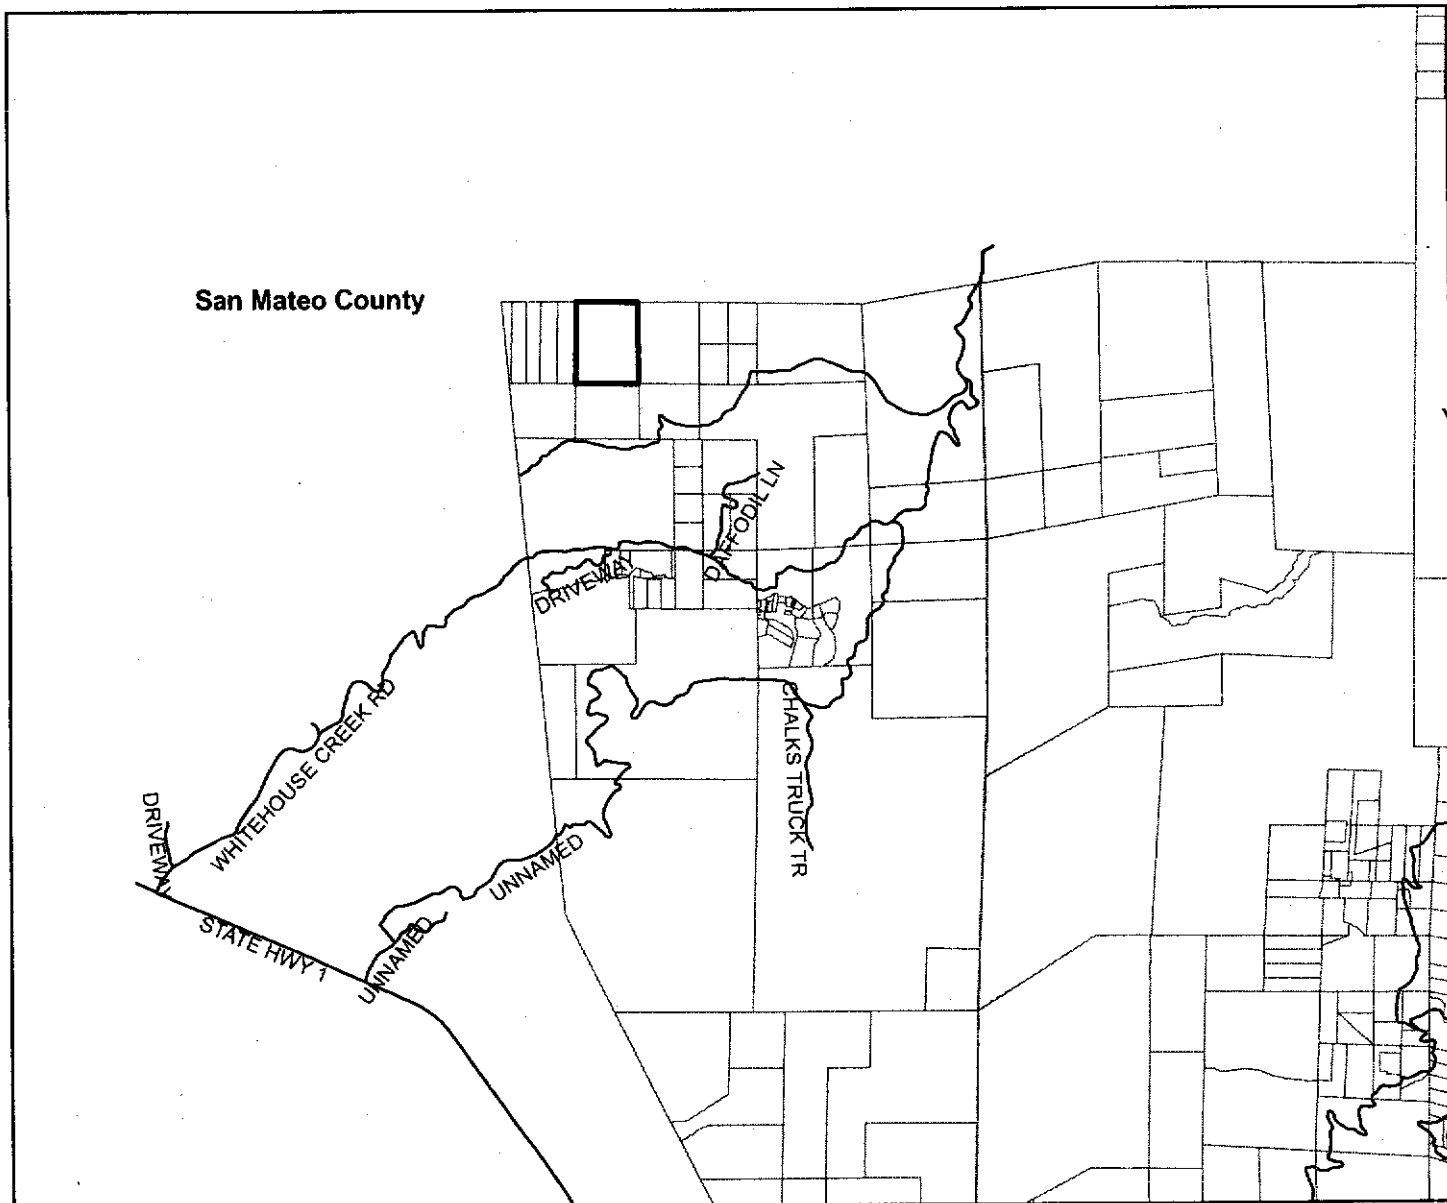 San Mateo County
DAFFODIL LN
DRIVEWAY
WHITEHOUSE CREEK RD
CHALKS TRUCK TR
DRIVEWAY
UNNAMED
STATE HWY 1
UNNAMED